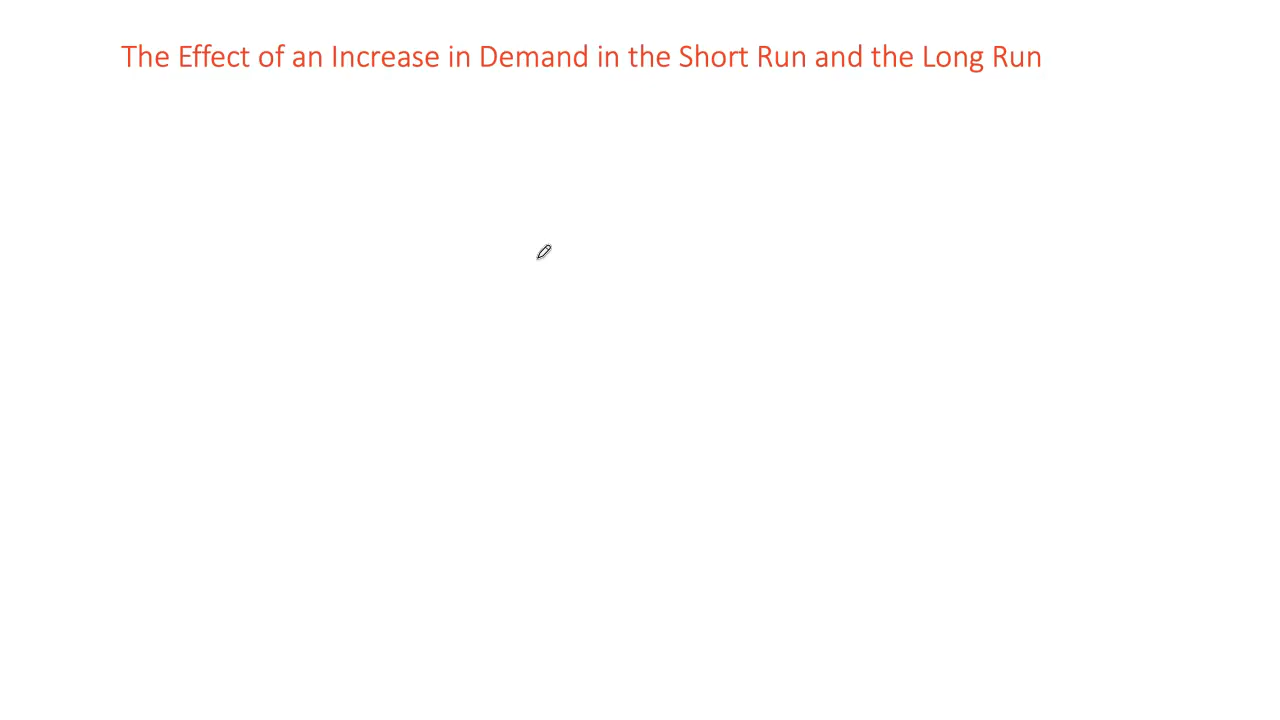 The Effect of an Increase in Demand in the Short Run and the Long Run